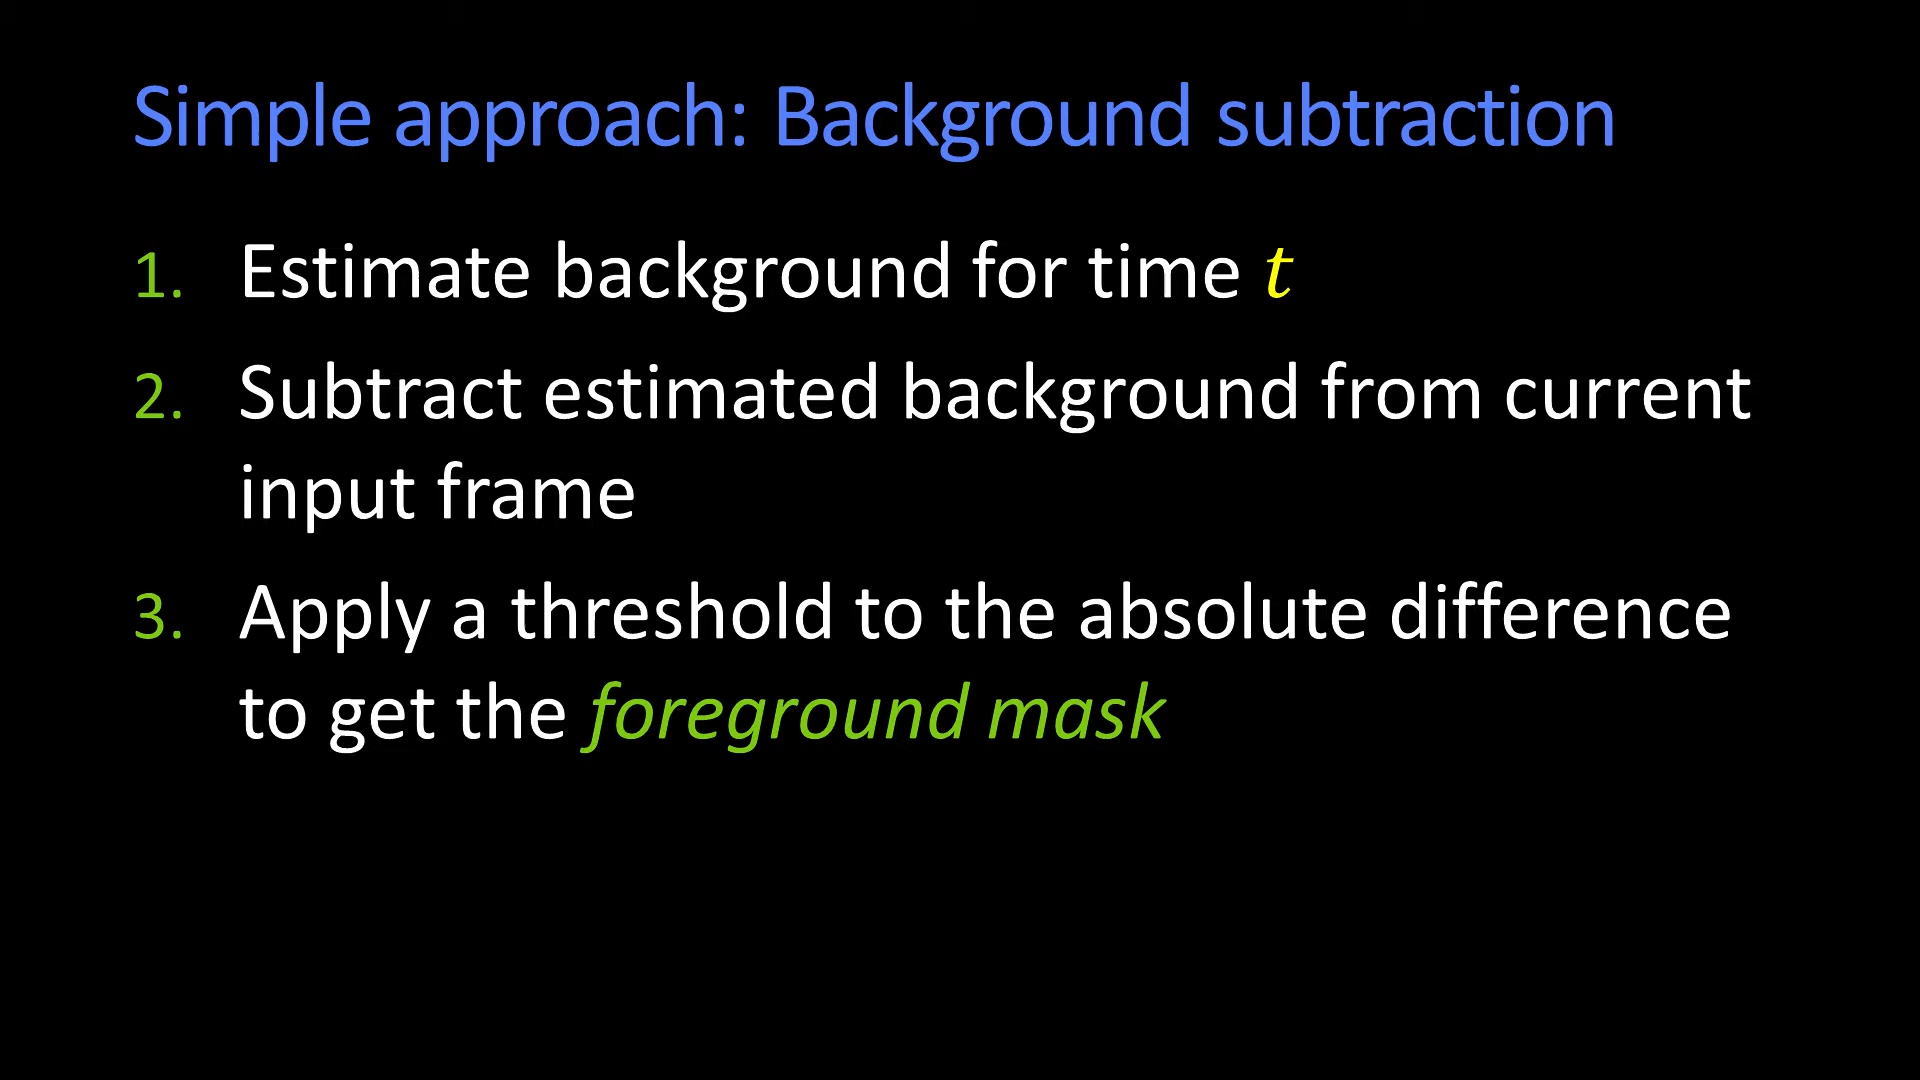 Simple approach: Background subtraction
1. Estimate background for time t
2. Subtract estimated background from current
input frame
3. Apply a threshold to the absolute difference
to get the foreground mask